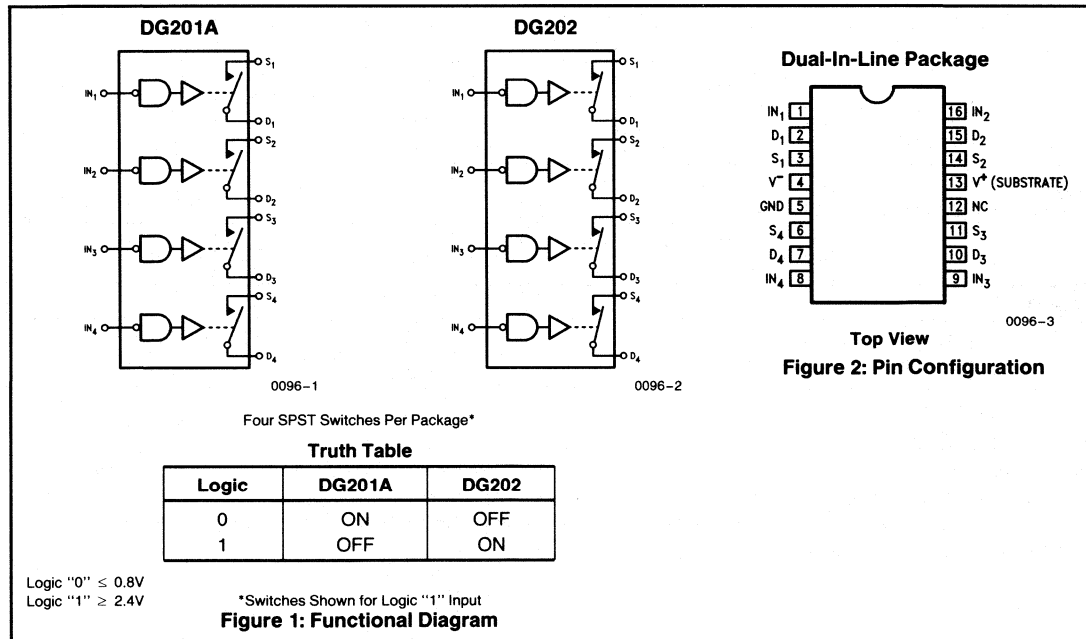 DG201A
IN₁
S₁
D₁
IN₂
S₂
D₂
IN₃
S₃
D₃
IN₄
S₄
D₄
0096–1
DG202
IN₁
S₁
D₁
IN₂
S₂
D₂
IN₃
S₃
D₃
IN₄
S₄
D₄
0096–2
Four SPST Switches Per Package*
Truth Table
Logic DG201A DG202
0 ON OFF
1 OFF ON
Logic "0" ≤ 0.8V
Logic "1" ≥ 2.4V
*Switches Shown for Logic "1" Input
Figure 1: Functional Diagram
Dual-In-Line Package
IN₁ 1 16 IN₂
D₁ 2 15 D₂
S₁ 3 14 S₂
V⁻ 4 13 V⁺ (SUBSTRATE)
GND 5 12 NC
S₄ 6 11 S₃
D₄ 7 10 D₃
IN₄ 8 9 IN₃
0096–3
Top View
Figure 2: Pin Configuration